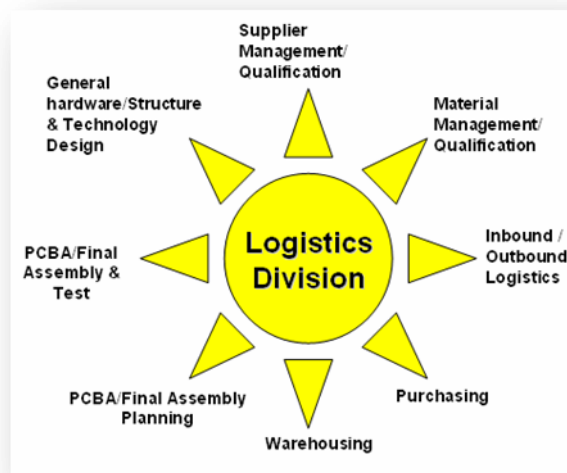 Supplier
Management/
Qualification
General
hardware/Structure
& Technology
Design
Material
Management/
Qualification
Logistics
Division
PCBA/Final
Assembly &
Test
Inbound /
Outbound
Logistics
PCBA/Final Assembly
Planning
Purchasing
Warehousing